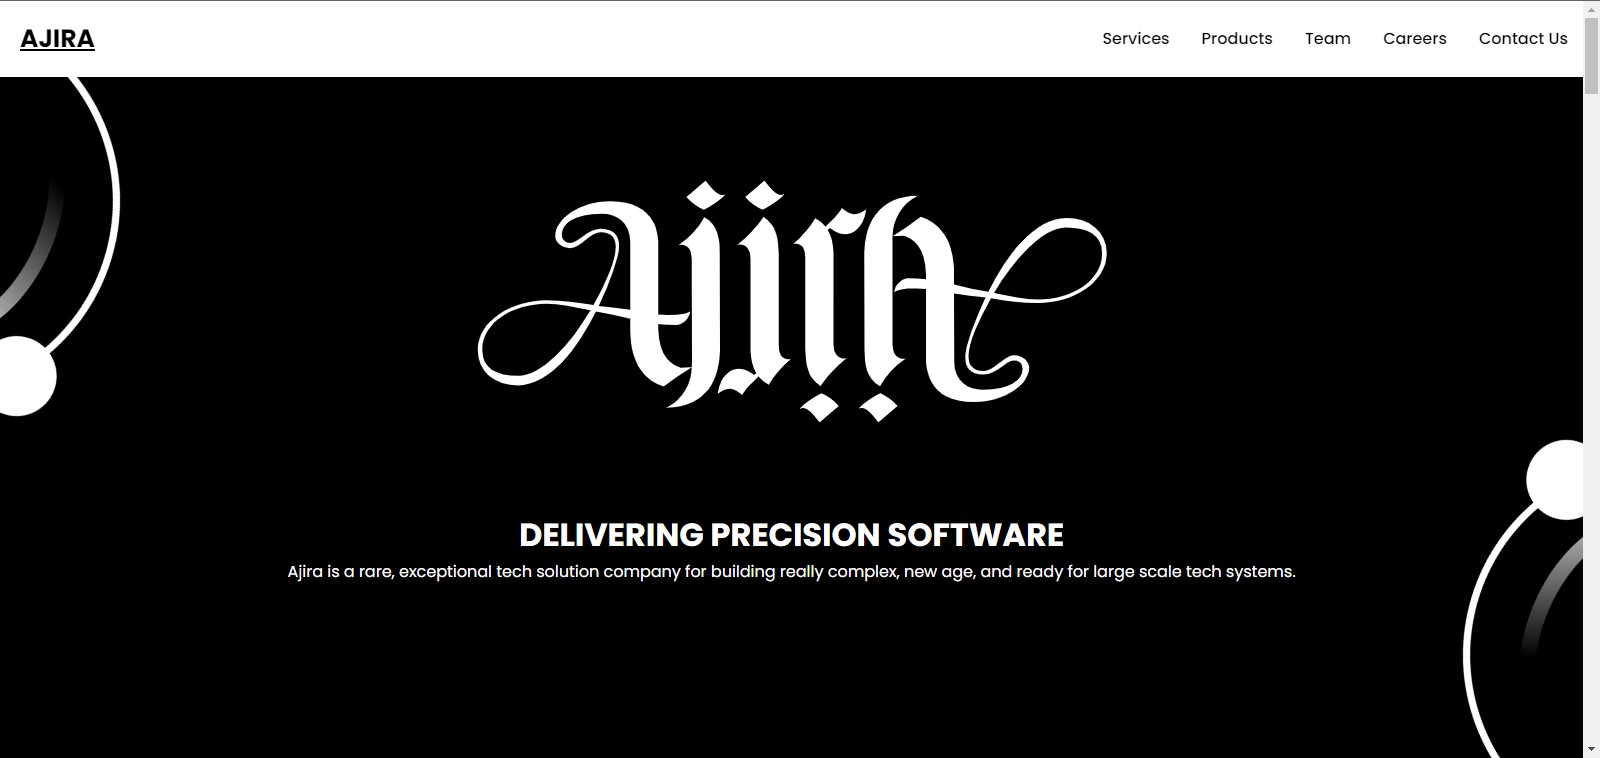 AJIRA
Services Products Team Careers Contact Us
Ajira
DELIVERING PRECISION SOFTWARE
Ajira is a rare, exceptional tech solution company for building really complex, new age, and ready for large scale tech systems.